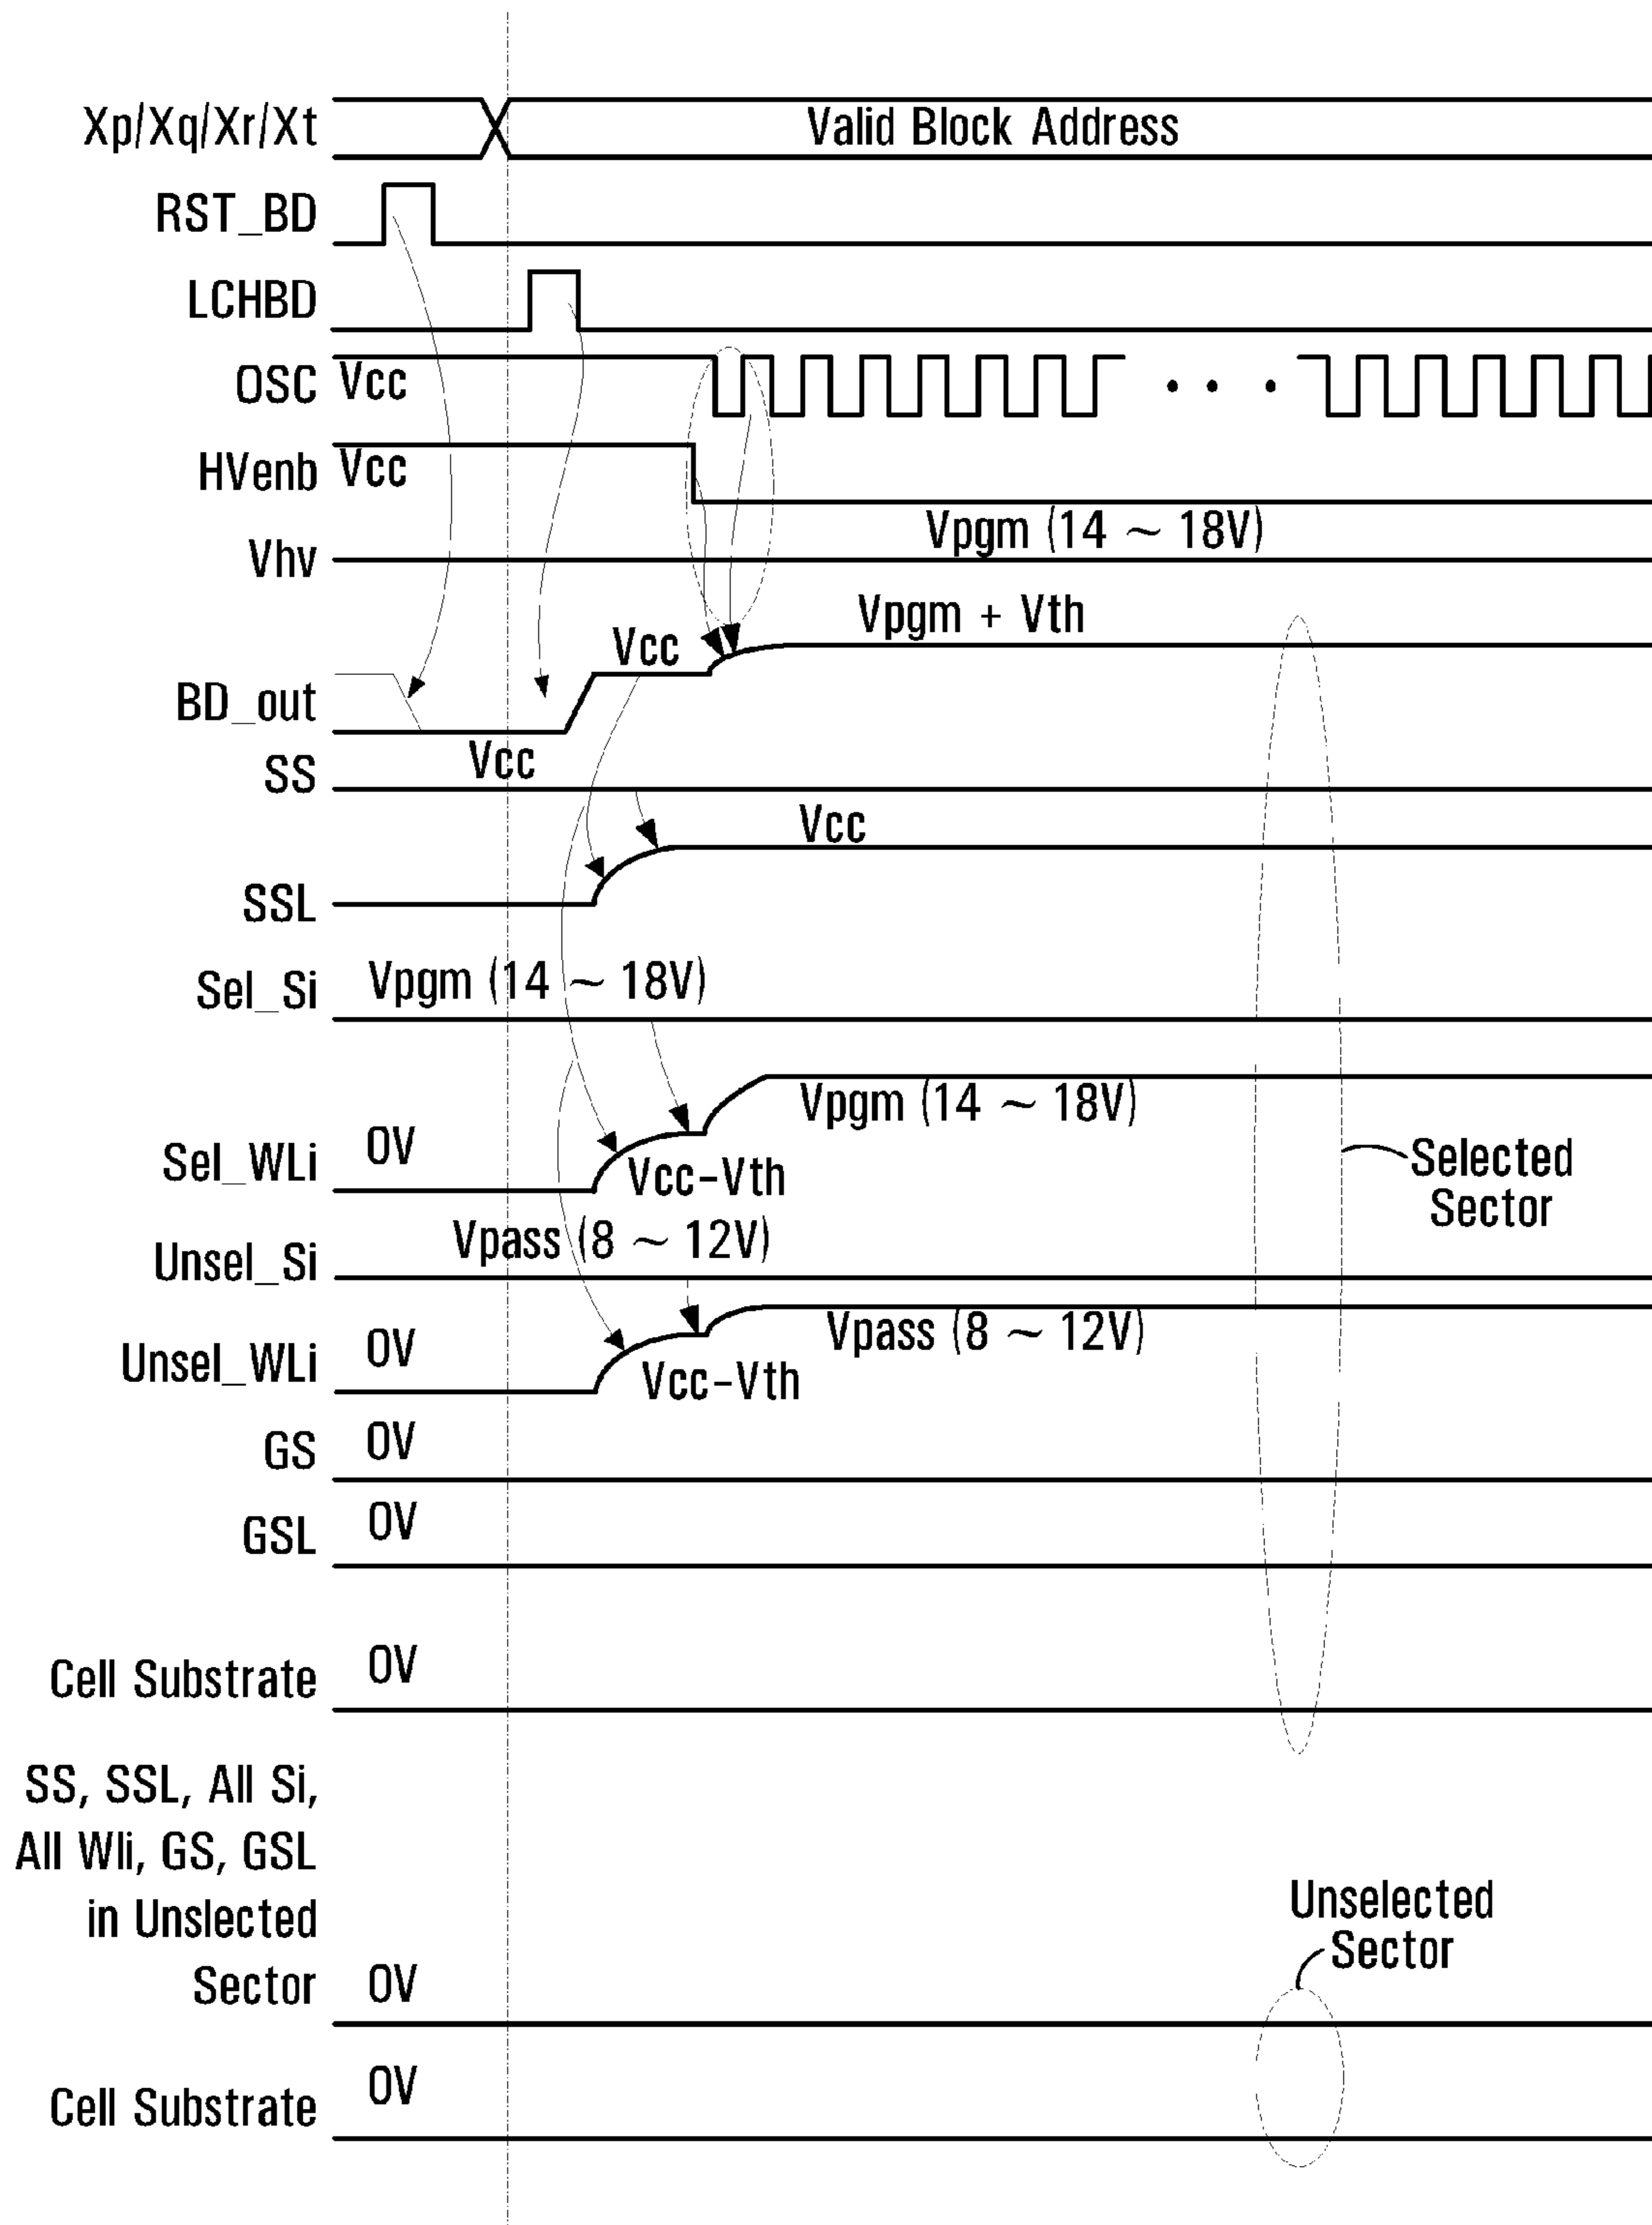 Xp/Xq/Xr/Xt
Valid Block Address
RST_BD
LCHBD
OSC Vcc
HVenb Vcc
Vpgm (14 ~ 18V)
Vhv
Vpgm + Vth
Vcc
BD_out
Vcc
SS
Vcc
SSL
Vpgm (14 ~ 18V)
Sel_Si
Vpgm (14 ~ 18V)
Sel_WLi 0V
Vcc-Vth
Selected
Sector
Vpass (8 ~ 12V)
Unsel_Si
Vpass (8 ~ 12V)
Unsel_WLi 0V
Vcc-Vth
GS 0V
GSL 0V
Cell Substrate 0V
SS, SSL, All Si,
All Wli, GS, GSL
in Unslected
Sector 0V
Unselected
Sector
Cell Substrate 0V